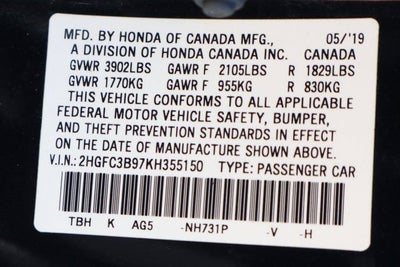 MFD. BY HONDA OF CANADA MFG., 05/'19
A DIVISION OF HONDA CANADA INC. CANADA
GVWR 3902LBS GAWR F 2105LBS R 1829LBS
GVWR 1770KG GAWR F 955KG R 830KG
THIS VEHICLE CONFORMS TO ALL APPLICABLE
FEDERAL MOTOR VEHICLE SAFETY, BUMPER,
AND THEFT PREVENTION STANDARDS IN EFFECT
ON THE DATE OF MANUFACTURE SHOWN ABOVE.
V.I.N.: 2HGFC3B97KH355150 TYPE: PASSENGER CAR
TBH K AG5 -NH731P -V -H